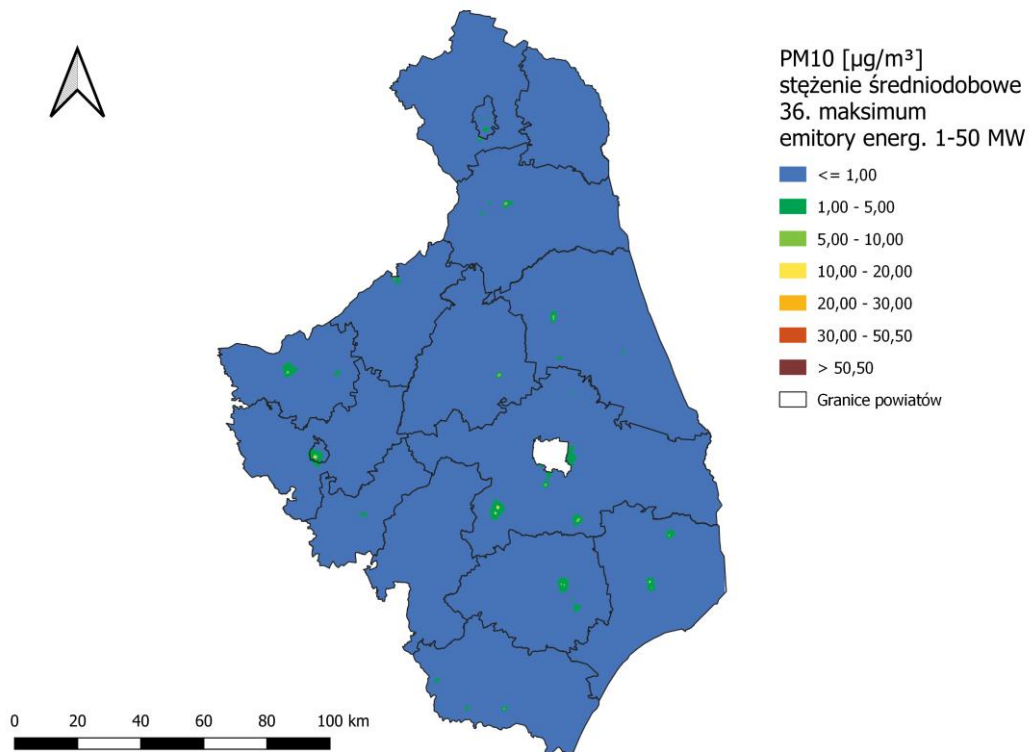 PM10 [µg/m³]
stężenie średniodobowe
36. maksimum
emitory energ. 1-50 MW
<= 1,00
1,00 - 5,00
5,00 - 10,00
10,00 - 20,00
20,00 - 30,00
30,00 - 50,50
> 50,50
Granice powiatów
0 20 40 60 80 100 km